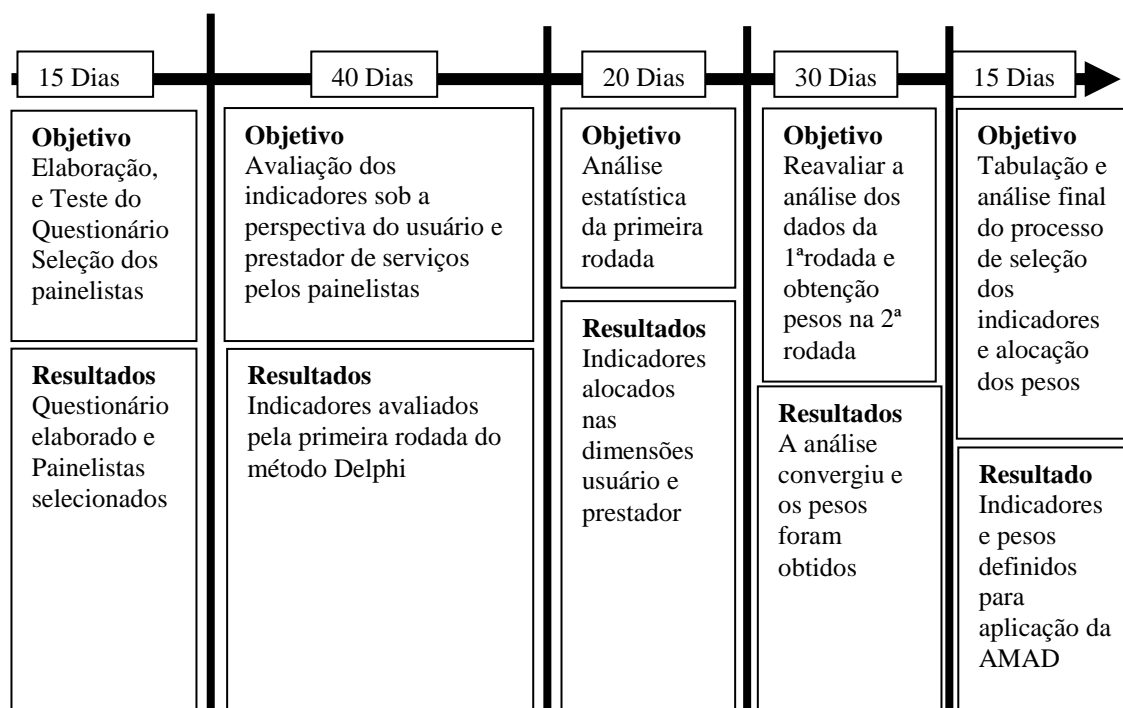 15 Dias
40 Dias
20 Dias
30 Dias
15 Dias
Objetivo
Elaboração,
e Teste do
Questionário
Seleção dos
painelistas
Resultados
Questionário
elaborado e
Painelistas
selecionados
Objetivo
Avaliação dos
indicadores sob a
perspectiva do usuário e
prestador de serviços
pelos painelistas
Resultados
Indicadores avaliados
pela primeira rodada do
método Delphi
Objetivo
Análise
estatística
da primeira
rodada
Resultados
Indicadores
alocados
nas
dimensões
usuário e
prestador
Objetivo
Reavaliar a
análise dos
dados da
1ªrodada e
obtenção
pesos na 2ª
rodada
Resultados
A análise
convergiu e
os pesos
foram
obtidos
Objetivo
Tabulação e
análise final
do processo
de seleção
dos
indicadores
e alocação
dos pesos
Resultado
Indicadores
e pesos
definidos
para
aplicação da
AMAD